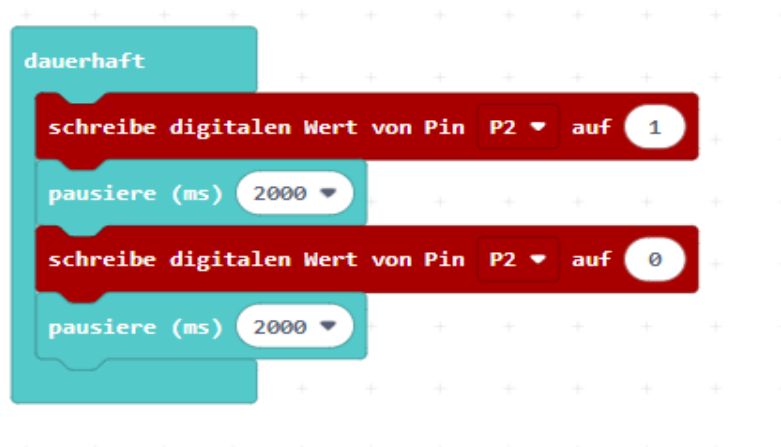 dauerhaft
schreibe digitalen Wert von Pin P2 auf 1
pausiere (ms) 2000
schreibe digitalen Wert von Pin P2 auf 0
pausiere (ms) 2000